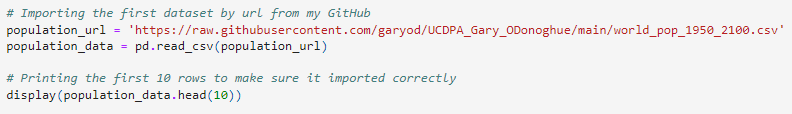 # Importing the first dataset by url from my GitHub
population_url = 'https://raw.githubusercontent.com/garyod/UCDPA_Gary_ODonoghue/main/world_pop_1950_2100.csv'
population_data = pd.read_csv(population_url)
# Printing the first 10 rows to make sure it imported correctly
display(population_data.head(10))